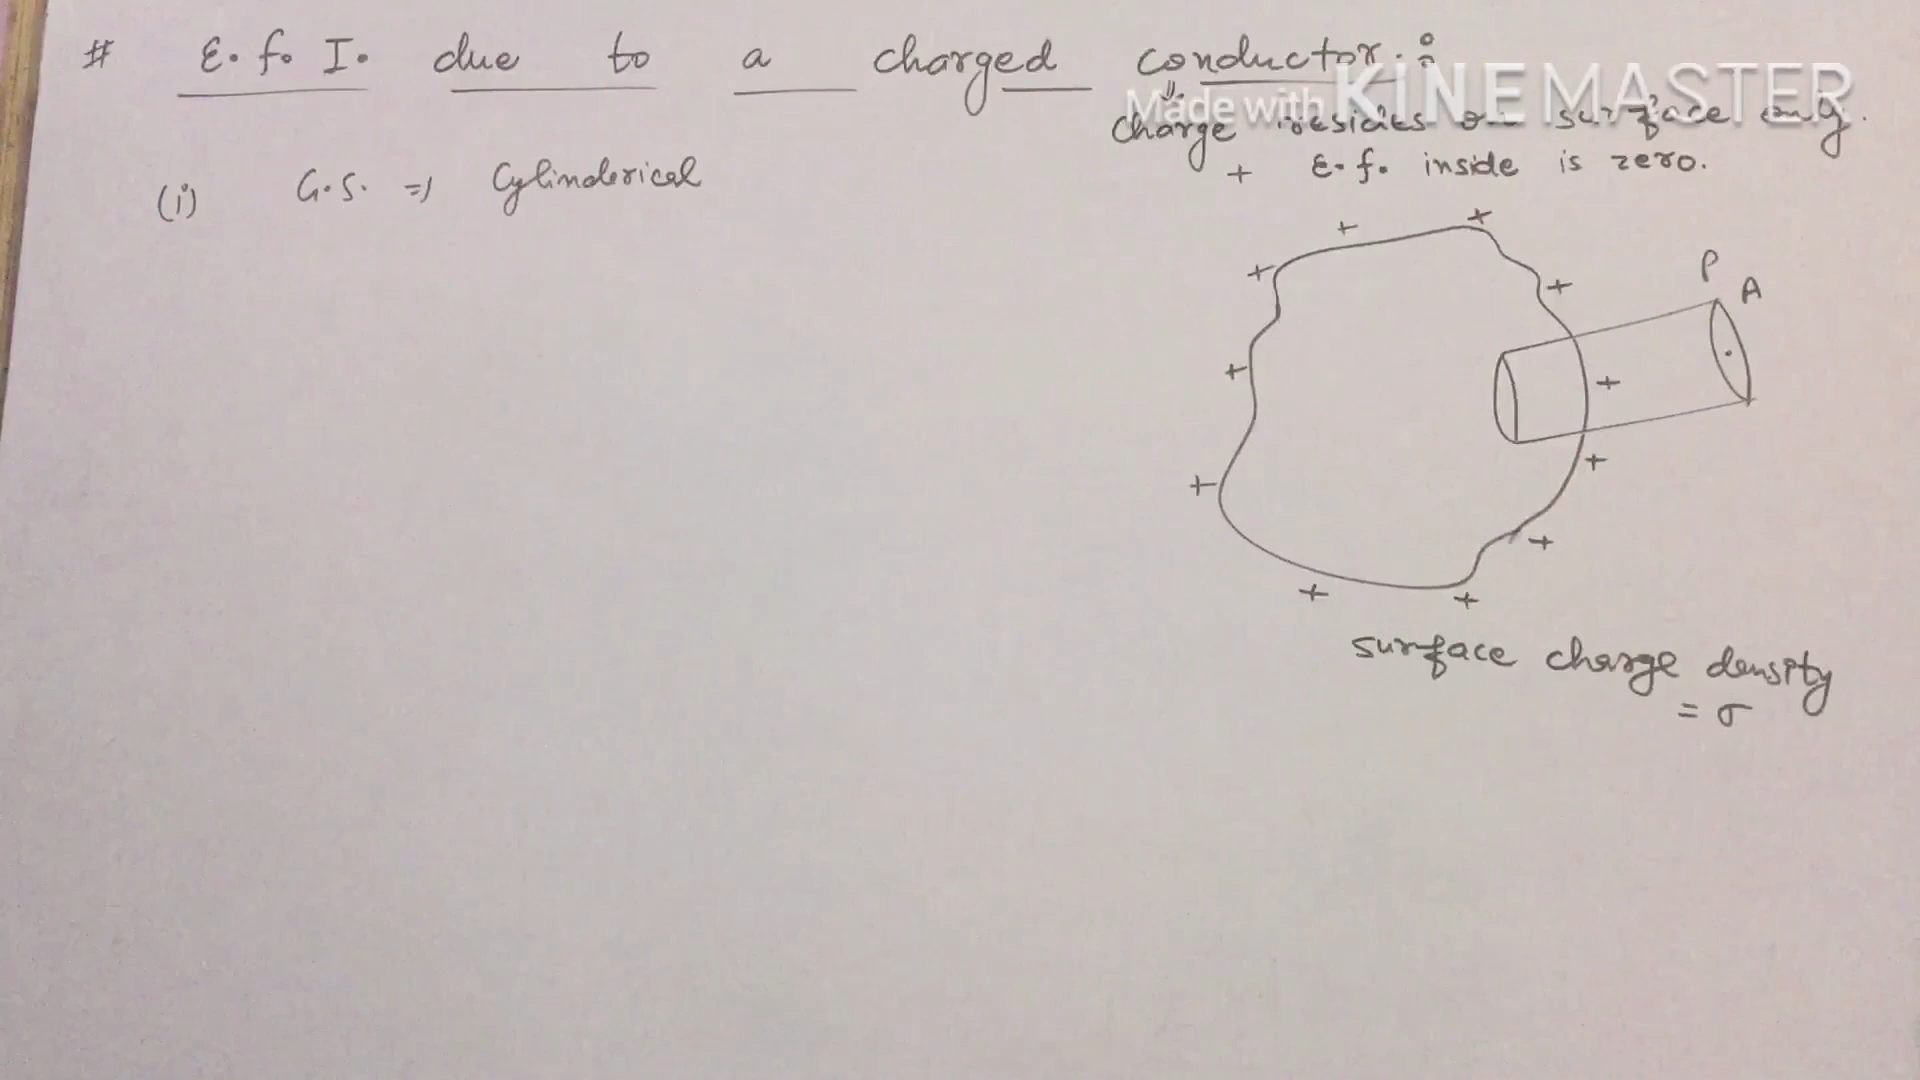 # E.f.I. due to a charged conductor :
Made with KINEMASTER
⇓
charge resides on surface only.
+ E.f. inside is zero.
(i) G.S. ⇒ Cylinderical
P
A
surface charge density
= σ